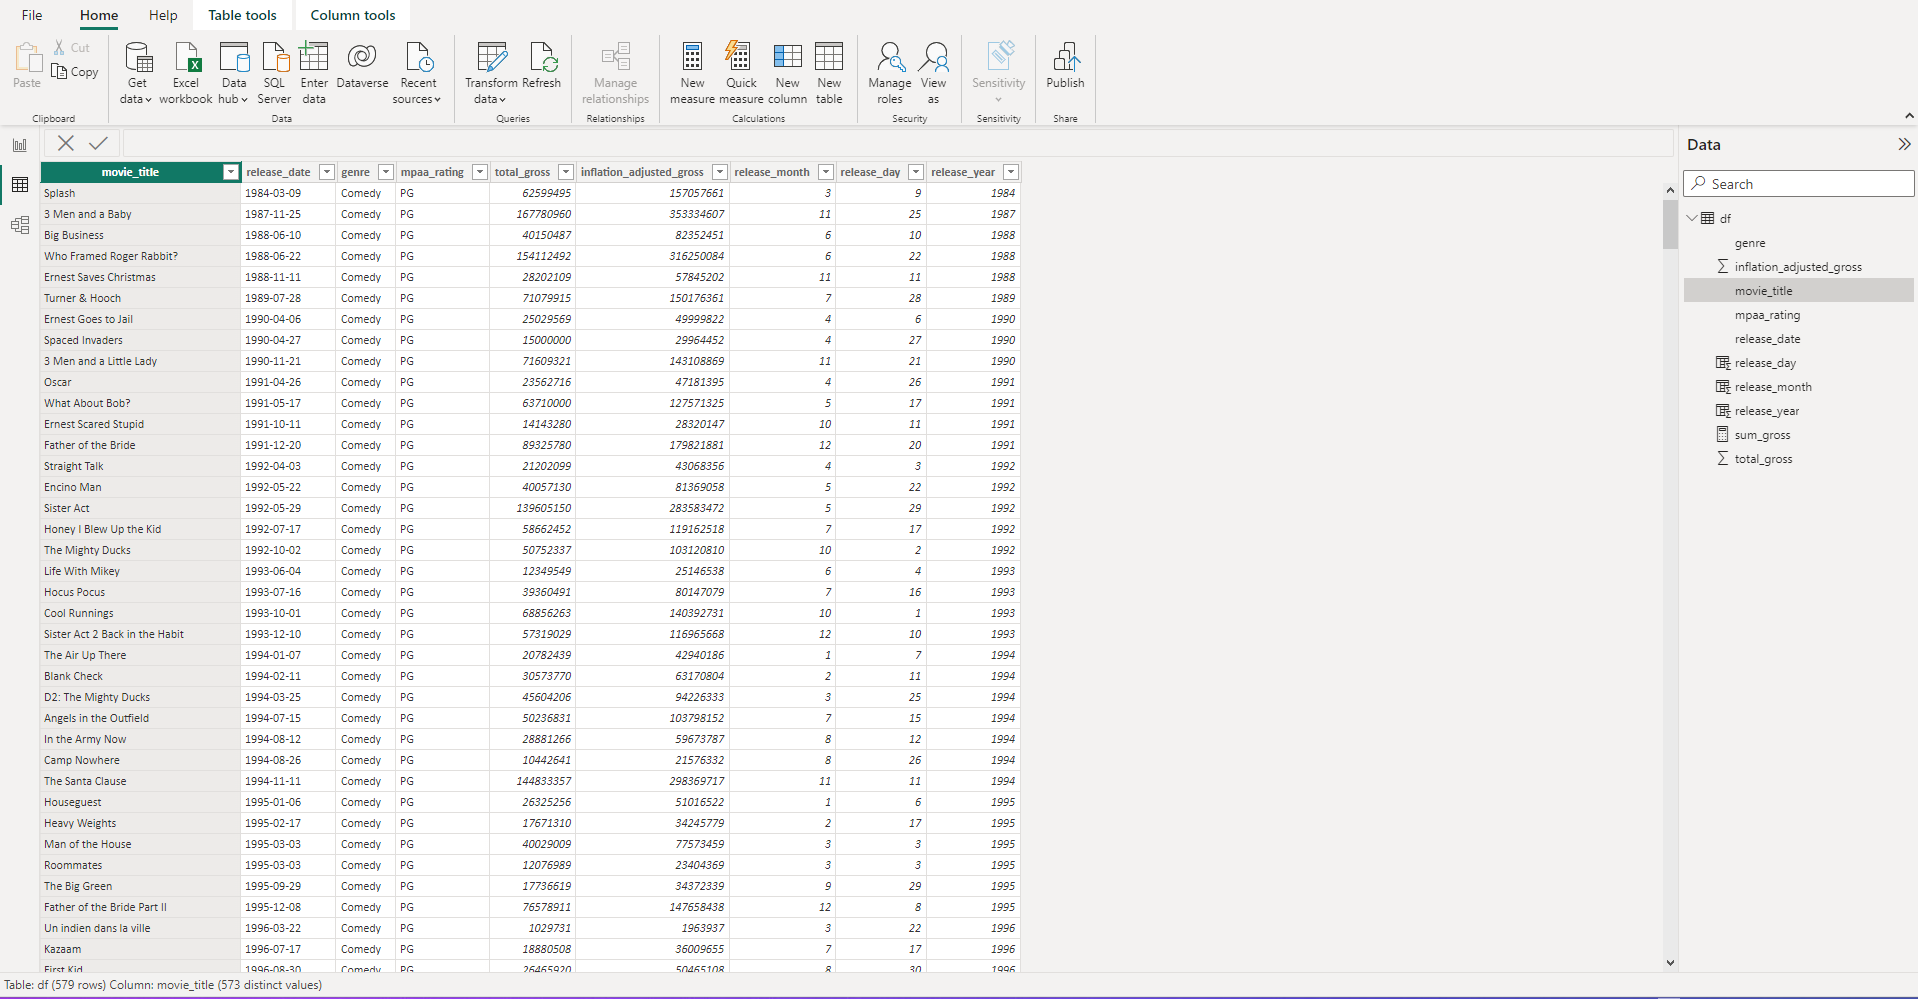 File Home Help Table tools Column tools
Paste Cut Copy
Get data Excel workbook Data hub SQL Server Enter data Dataverse Recent sources Transform data Refresh Manage relationships New measure Quick measure New column New table Manage roles View as Sensitivity Publish
Clipboard Data Queries Relationships Calculations Security Sensitivity Share
Data
Search
df
genre
inflation_adjusted_gross
movie_title
mpaa_rating
release_date
release_day
release_month
release_year
sum_gross
total_gross
movie_title release_date genre mpaa_rating total_gross inflation_adjusted_gross release_month release_day release_year
Splash 1984-03-09 Comedy PG 62599495 157057661 3 9 1984
3 Men and a Baby 1987-11-25 Comedy PG 167780960 353334607 11 25 1987
Big Business 1988-06-10 Comedy PG 40150487 82352451 6 10 1988
Who Framed Roger Rabbit? 1988-06-22 Comedy PG 154112492 316250084 6 22 1988
Ernest Saves Christmas 1988-11-11 Comedy PG 28202109 57845202 11 11 1988
Turner & Hooch 1989-07-28 Comedy PG 71079915 150176361 7 28 1989
Ernest Goes to Jail 1990-04-06 Comedy PG 25029569 49999822 4 6 1990
Spaced Invaders 1990-04-27 Comedy PG 15000000 29964452 4 27 1990
3 Men and a Little Lady 1990-11-21 Comedy PG 71609321 143108869 11 21 1990
Oscar 1991-04-26 Comedy PG 23562716 47181395 4 26 1991
What About Bob? 1991-05-17 Comedy PG 63710000 127571325 5 17 1991
Ernest Scared Stupid 1991-10-11 Comedy PG 14143280 28320147 10 11 1991
Father of the Bride 1991-12-20 Comedy PG 89325780 179821881 12 20 1991
Straight Talk 1992-04-03 Comedy PG 21202099 43068356 4 3 1992
Encino Man 1992-05-22 Comedy PG 40057130 81369058 5 22 1992
Sister Act 1992-05-29 Comedy PG 139605150 283583472 5 29 1992
Honey I Blew Up the Kid 1992-07-17 Comedy PG 58662452 119162518 7 17 1992
The Mighty Ducks 1992-10-02 Comedy PG 50752337 103120810 10 2 1992
Life With Mikey 1993-06-04 Comedy PG 12349549 25146538 6 4 1993
Hocus Pocus 1993-07-16 Comedy PG 39360491 80147079 7 16 1993
Cool Runnings 1993-10-01 Comedy PG 68856263 140392731 10 1 1993
Sister Act 2 Back in the Habit 1993-12-10 Comedy PG 57319029 116965668 12 10 1993
The Air Up There 1994-01-07 Comedy PG 20782439 42940186 1 7 1994
Blank Check 1994-02-11 Comedy PG 30573770 63170804 2 11 1994
D2: The Mighty Ducks 1994-03-25 Comedy PG 45604206 94226333 3 25 1994
Angels in the Outfield 1994-07-15 Comedy PG 50236831 103798152 7 15 1994
In the Army Now 1994-08-12 Comedy PG 28881266 59673787 8 12 1994
Camp Nowhere 1994-08-26 Comedy PG 10442641 21576332 8 26 1994
The Santa Clause 1994-11-11 Comedy PG 144833357 298369717 11 11 1994
Houseguest 1995-01-06 Comedy PG 26325256 51016522 1 6 1995
Heavy Weights 1995-02-17 Comedy PG 17671310 34245779 2 17 1995
Man of the House 1995-03-03 Comedy PG 40029009 77573459 3 3 1995
Roommates 1995-03-03 Comedy PG 12076989 23404369 3 3 1995
The Big Green 1995-09-29 Comedy PG 17736619 34372339 9 29 1995
Father of the Bride Part II 1995-12-08 Comedy PG 76578911 147658438 12 8 1995
Un indien dans la ville 1996-03-22 Comedy PG 1029731 1963937 3 22 1996
Kazaam 1996-07-17 Comedy PG 18880508 36009655 7 17 1996
First Kid 1996-08-30 Comedy PG 26465920 50465108 8 30 1996
Table: df (579 rows) Column: movie_title (573 distinct values)